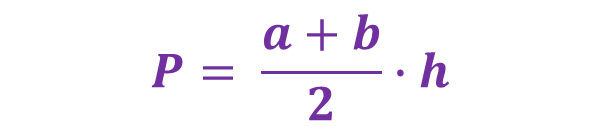 P = (a + b)/2 · h